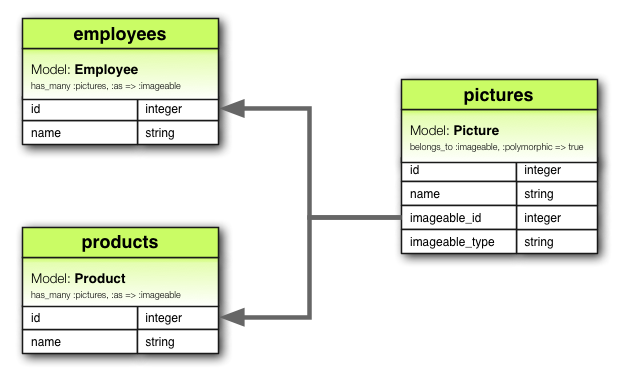 employees
Model: Employee
has_many :pictures, :as => :imageable
id integer
name string
pictures
Model: Picture
belongs_to :imageable, :polymorphic => true
id integer
name string
imageable_id integer
imageable_type string
products
Model: Product
has_many :pictures, :as => :imageable
id integer
name string